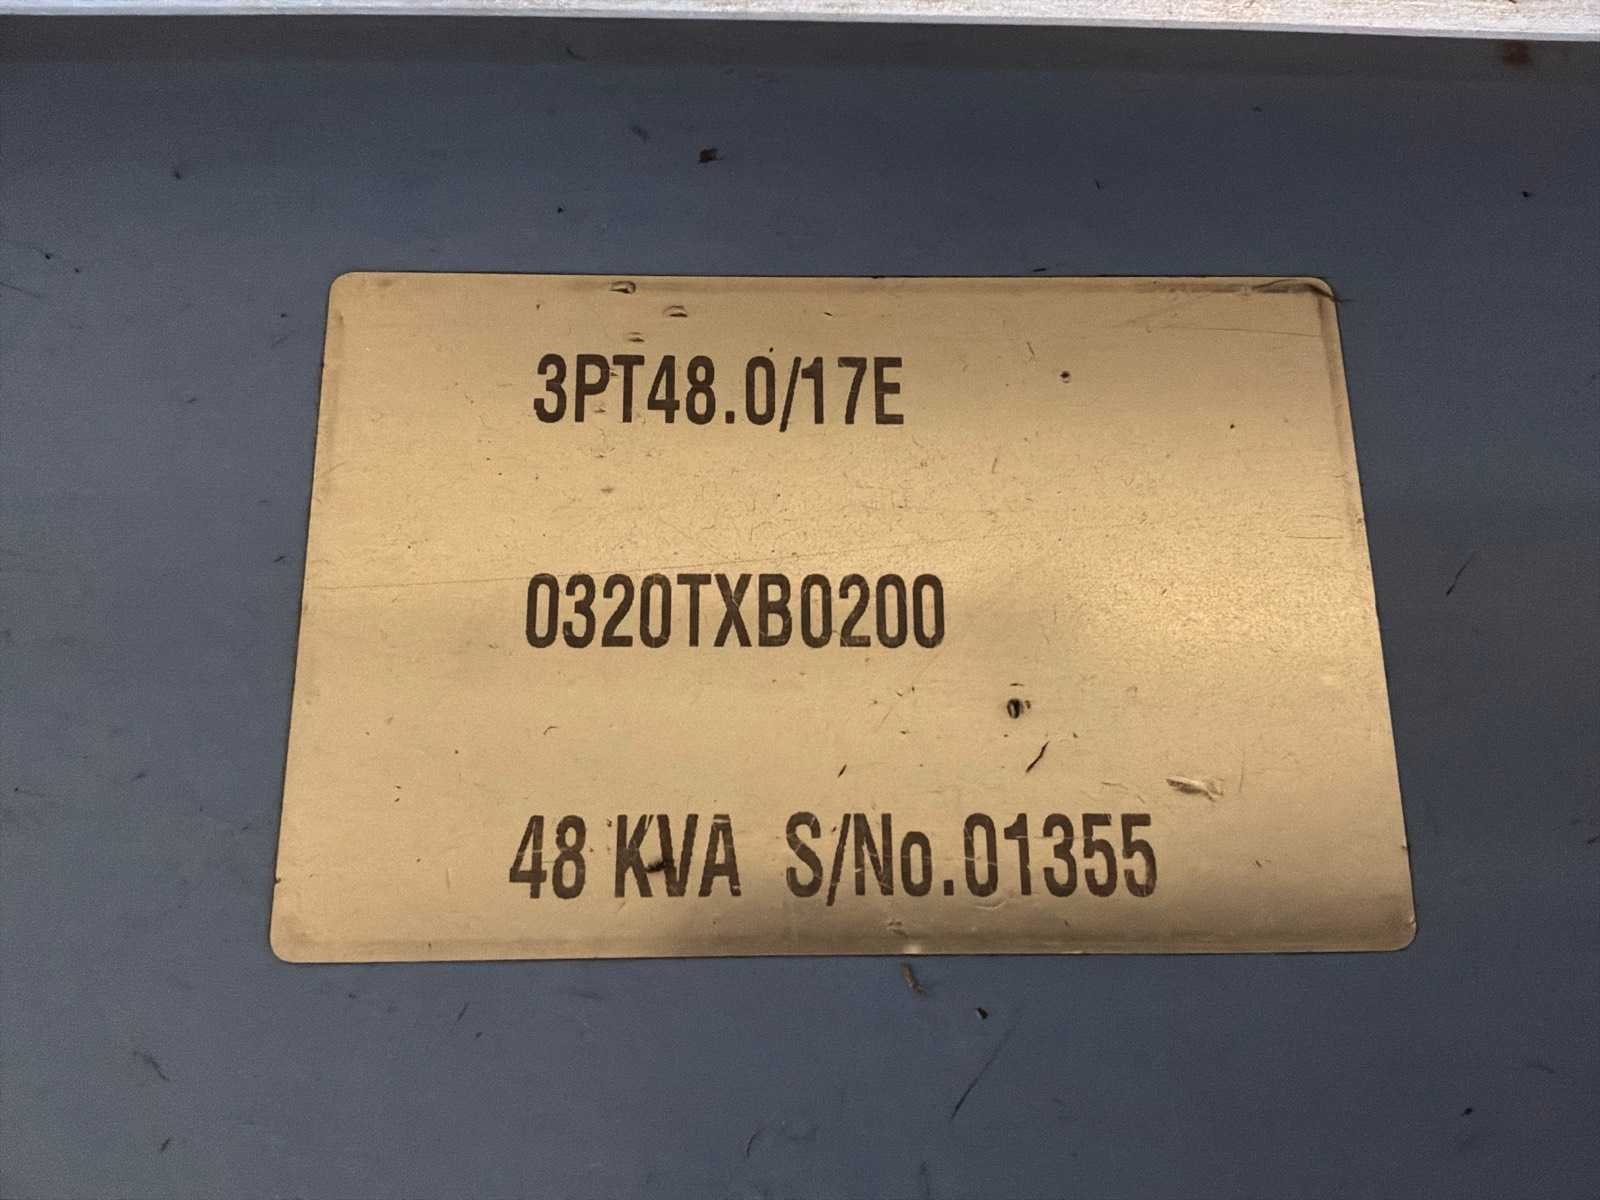 3PT48.0/17E
0320TXB0200
48 KVA S/No.01355